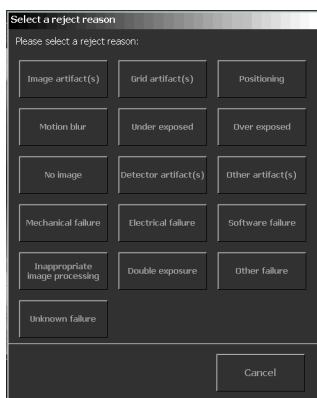 Select a reject reason
Please select a reject reason:
Image artifact(s)
Grid artifact(s)
Positioning
Motion blur
Under exposed
Over exposed
No image
Detector artifact(s)
Other artifact(s)
Mechanical failure
Electrical failure
Software failure
Inappropriate
image processing
Double exposure
Other failure
Unknown failure
Cancel